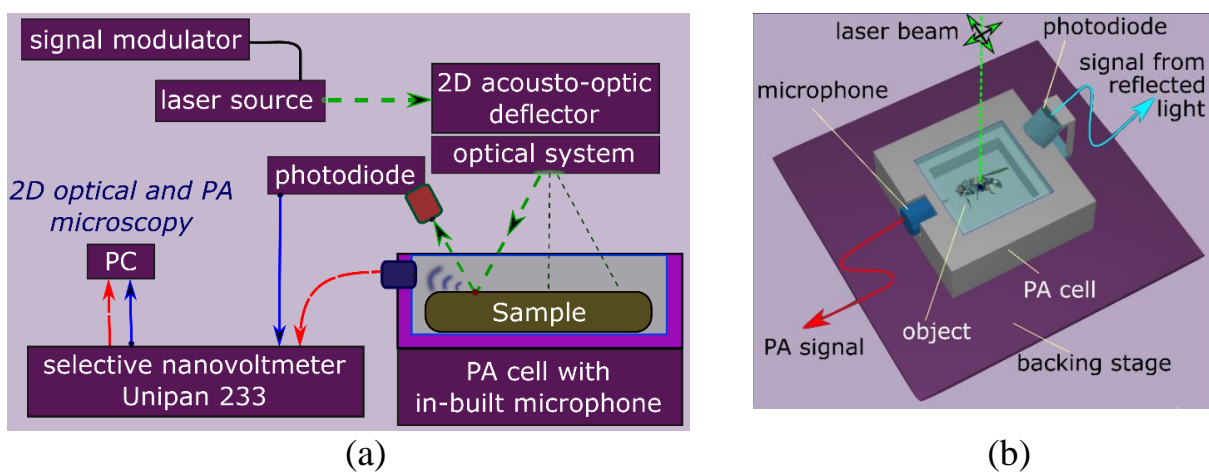 signal modulator
laser source
2D acousto-optic
deflector
optical system
photodiode
2D optical and PA
microscopy
PC
Sample
selective nanovoltmeter
Unipan 233
PA cell with
in-built microphone
(a)
laser beam
photodiode
signal from
reflected
light
microphone
PA cell
object
PA signal
backing stage
(b)